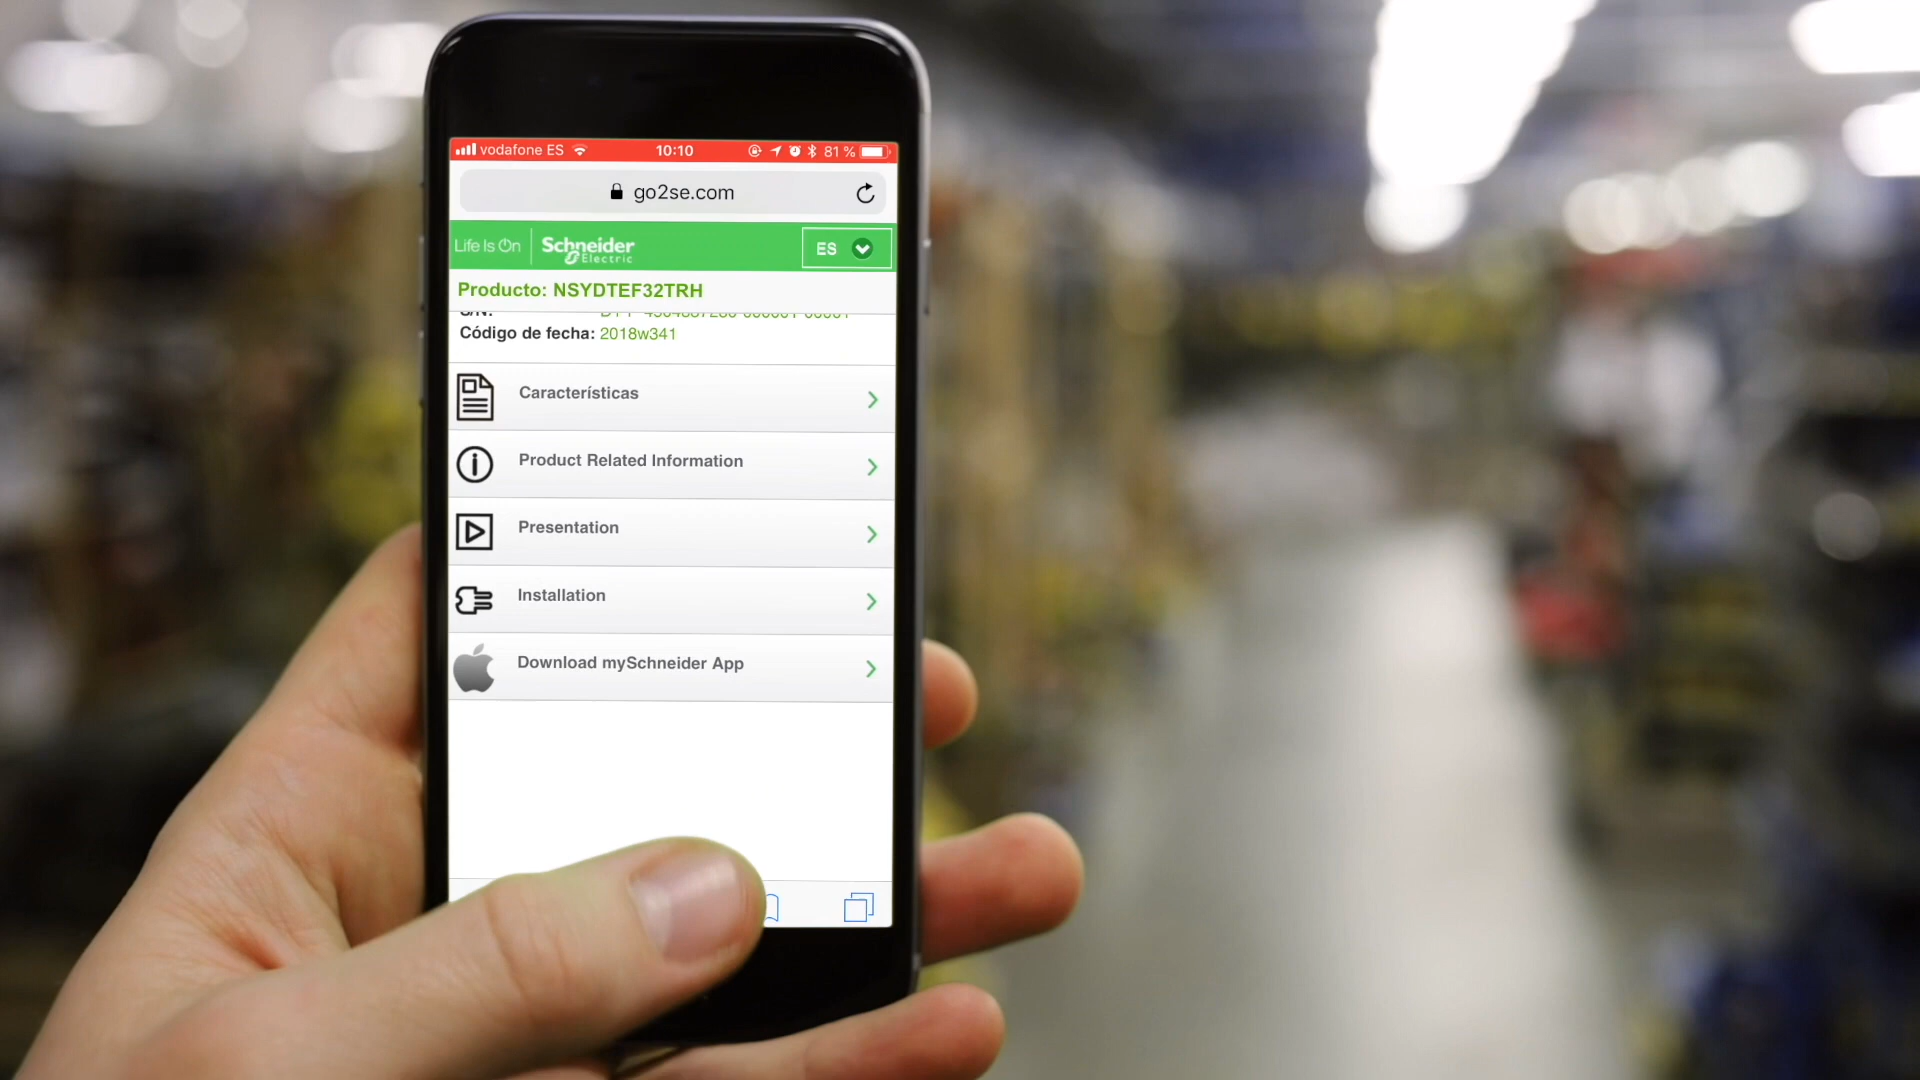 vodafone ES 10:10 81 %
go2se.com
Life Is On Schneider Electric ES
Producto: NSYDTEF32TRH
S/N:
Código de fecha: 2018w341
Características
Product Related Information
Presentation
Installation
Download mySchneider App